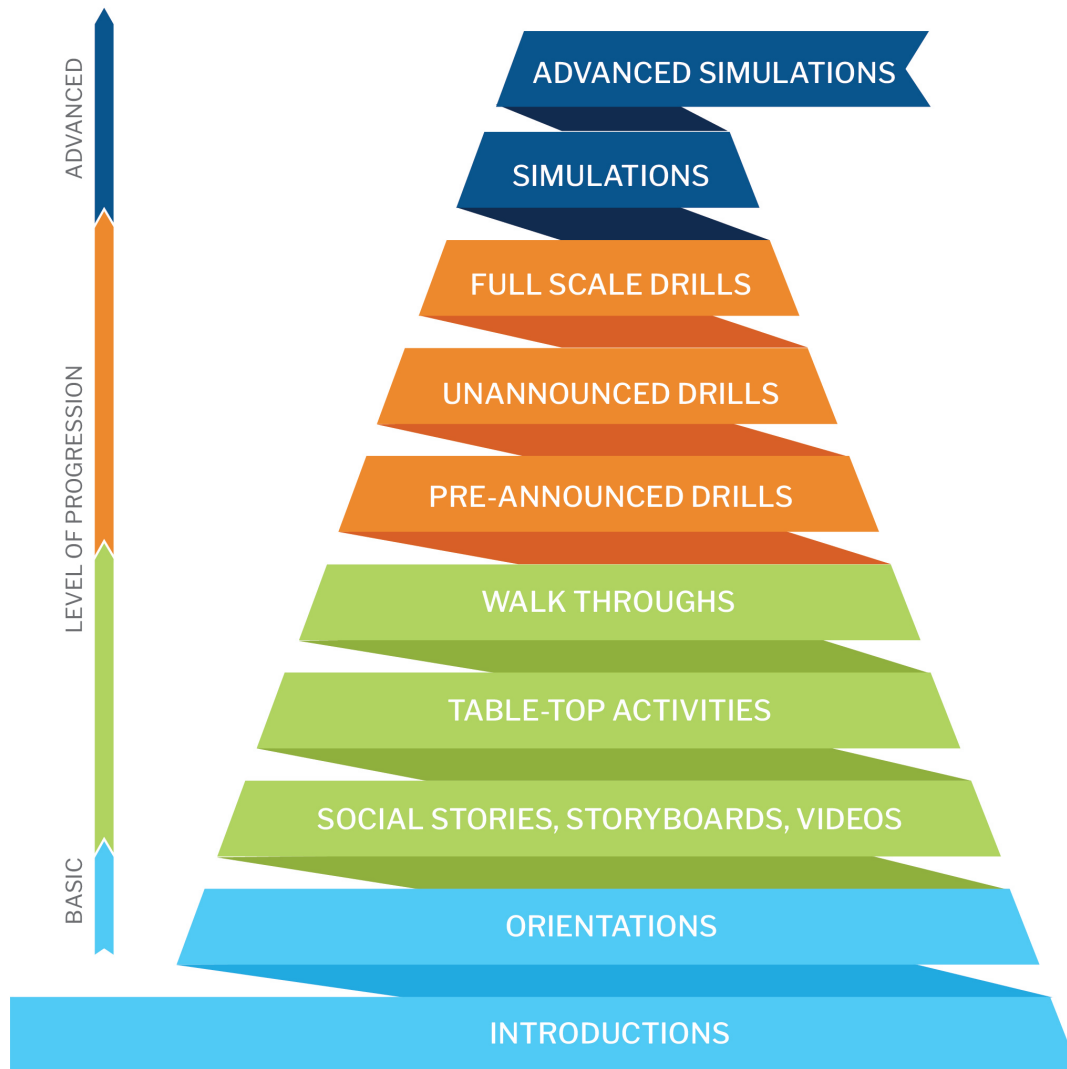 ADVANCED SIMULATIONS
SIMULATIONS
FULL SCALE DRILLS
UNANNOUNCED DRILLS
PRE-ANNOUNCED DRILLS
WALK THROUGHS
TABLE-TOP ACTIVITIES
SOCIAL STORIES, STORYBOARDS, VIDEOS
ORIENTATIONS
INTRODUCTIONS
ADVANCED
LEVEL OF PROGRESSION
BASIC